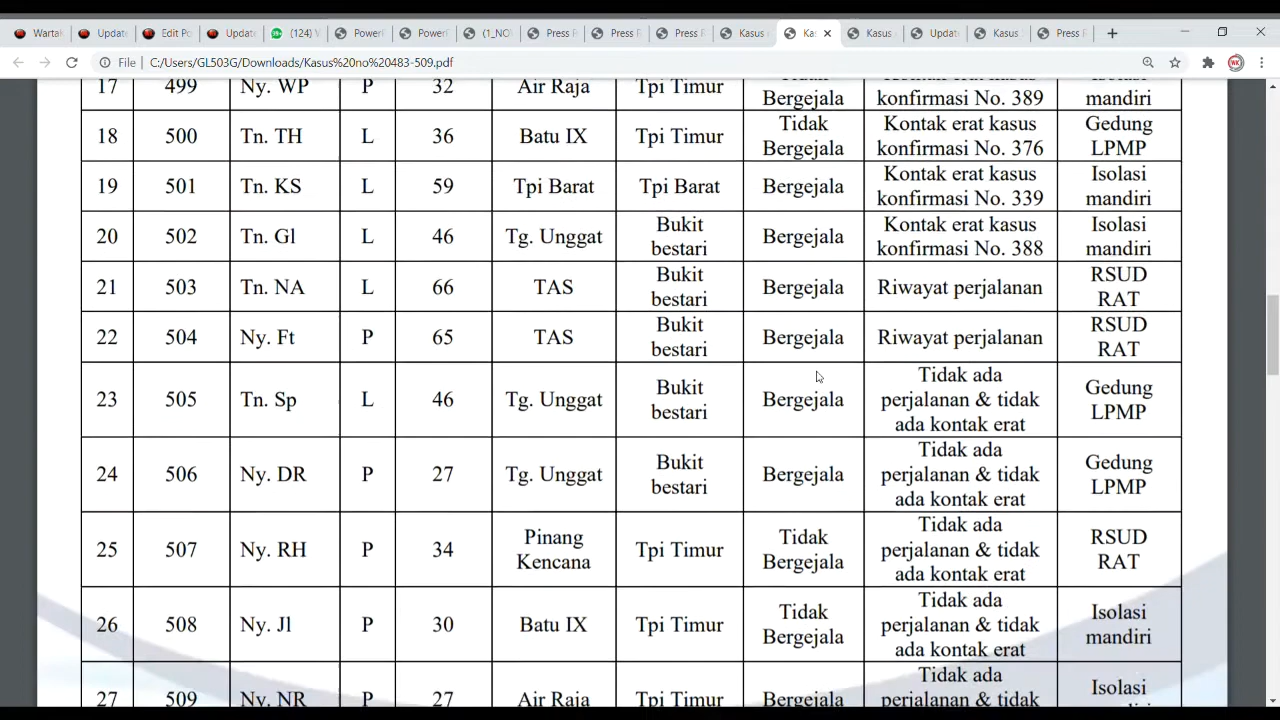 Wartak
Update
Edit Po
Update
(124) V
PowerP
PowerP
(1_NO
Press R
Press R
Press R
Kasus
Kas
Kasus
Update
Kasus
Press R
File C:/Users/GL503G/Downloads/Kasus%20no%20483-509.pdf
17 499 Ny. WP P 32 Air Raja Tpi Timur Tidak Bergejala Kontak erat kasus konfirmasi No. 389 Isolasi mandiri
18 500 Tn. TH L 36 Batu IX Tpi Timur Tidak Bergejala Kontak erat kasus konfirmasi No. 376 Gedung LPMP
19 501 Tn. KS L 59 Tpi Barat Tpi Barat Bergejala Kontak erat kasus konfirmasi No. 339 Isolasi mandiri
20 502 Tn. Gl L 46 Tg. Unggat Bukit bestari Bergejala Kontak erat kasus konfirmasi No. 388 Isolasi mandiri
21 503 Tn. NA L 66 TAS Bukit bestari Bergejala Riwayat perjalanan RSUD RAT
22 504 Ny. Ft P 65 TAS Bukit bestari Bergejala Riwayat perjalanan RSUD RAT
23 505 Tn. Sp L 46 Tg. Unggat Bukit bestari Bergejala Tidak ada perjalanan & tidak ada kontak erat Gedung LPMP
24 506 Ny. DR P 27 Tg. Unggat Bukit bestari Bergejala Tidak ada perjalanan & tidak ada kontak erat Gedung LPMP
25 507 Ny. RH P 34 Pinang Kencana Tpi Timur Tidak Bergejala Tidak ada perjalanan & tidak ada kontak erat RSUD RAT
26 508 Ny. Jl P 30 Batu IX Tpi Timur Tidak Bergejala Tidak ada perjalanan & tidak ada kontak erat Isolasi mandiri
27 509 Ny. NR P 27 Air Raja Tpi Timur Bergejala Tidak ada perjalanan & tidak Isolasi